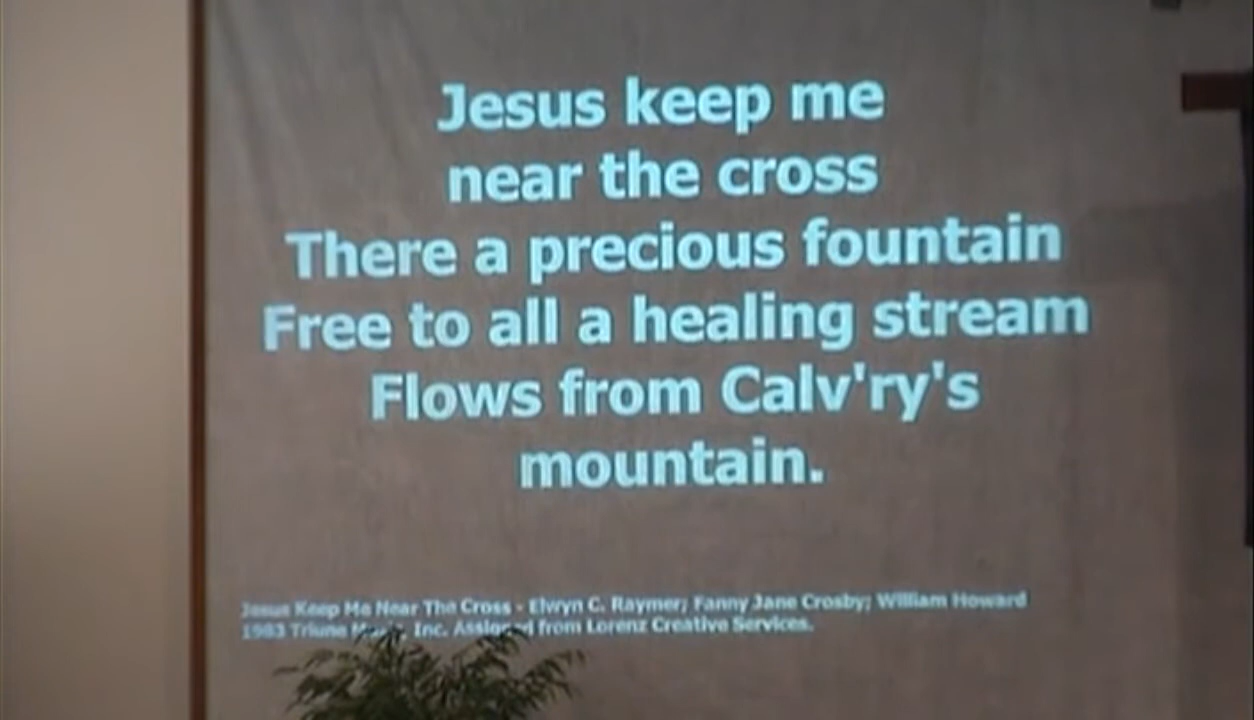 Jesus keep me
near the cross
There a precious fountain
Free to all a healing stream
Flows from Calv'ry's
mountain.
Jesus Keep Me Near The Cross - Elwyn C. Raymer; Fanny Jane Crosby; William Howard
1983 Triune Inc. Assigned from Lorenz Creative Services.